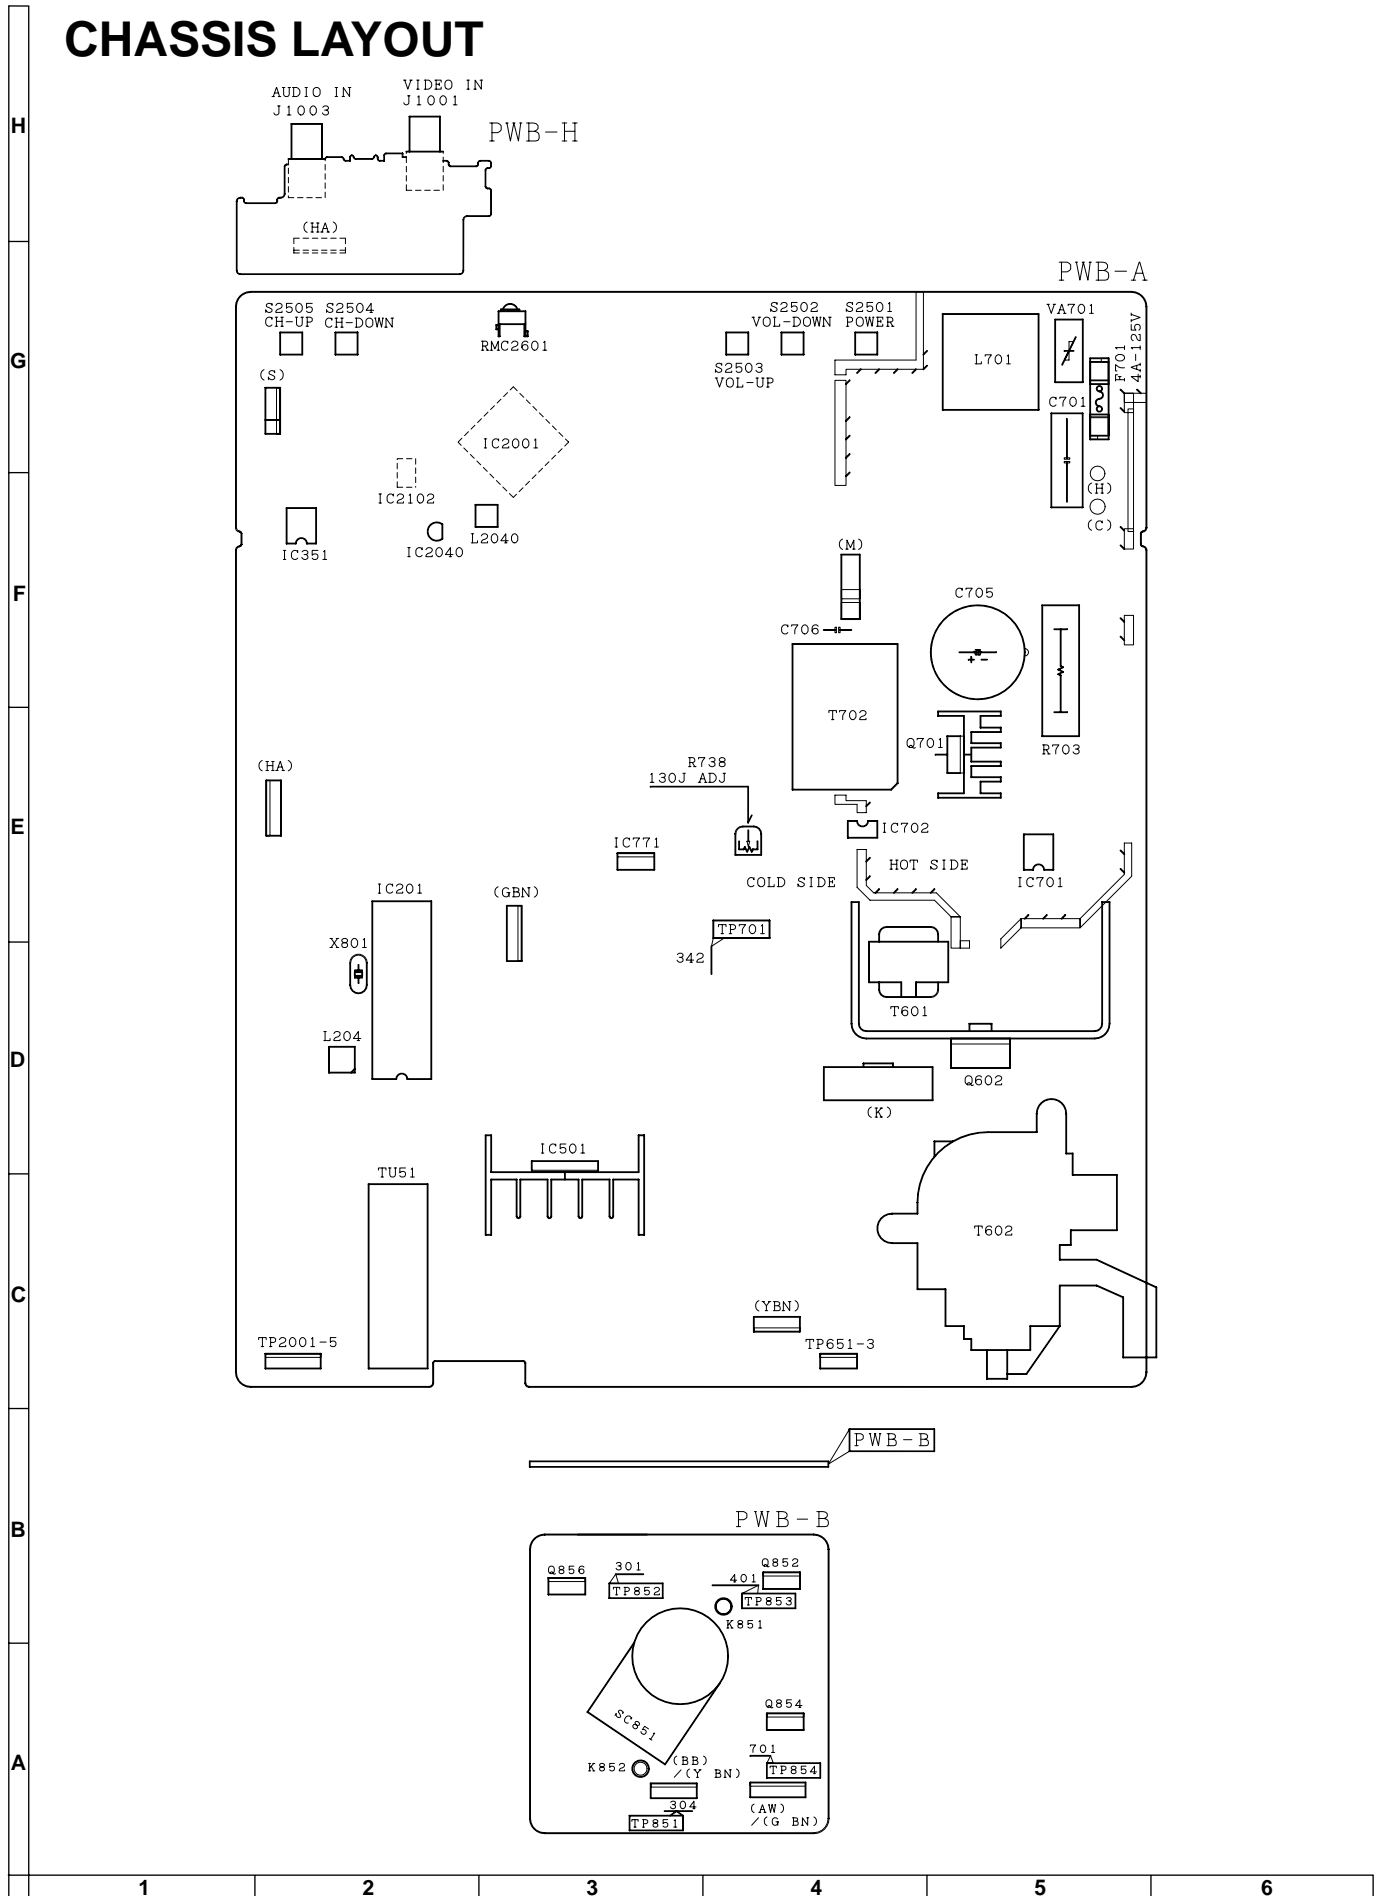 CHASSIS LAYOUT
AUDIO IN
J1003
VIDEO IN
J1001
PWB-H
H
(HA)
PWB-A
S2505
CH-UP
S2504
CH-DOWN
RMC2601
S2502
VOL-DOWN
S2501
POWER
S2503
VOL-UP
L701
VA701
F701
4A-125V
G
(S)
C701
IC2001
IC2102
(H)
(C)
IC351
IC2040
L2040
(M)
F
C705
C706
T702
Q701
R703
(HA)
R738
130J ADJ
E
IC771
IC702
HOT SIDE
COLD SIDE
IC701
IC201
(GBN)
TP701
X801
342
T601
L204
D
Q602
(K)
IC501
TU51
T602
C
(YBN)
TP2001-5
TP651-3
PWB-B
PWB-B
B
Q856
301
TP852
Q852
401
TP853
K851
SC851
Q854
701
TP854
A
K852
(BB)
/(Y BN)
304
TP851
(AW)
/(G BN)
1
2
3
4
5
6